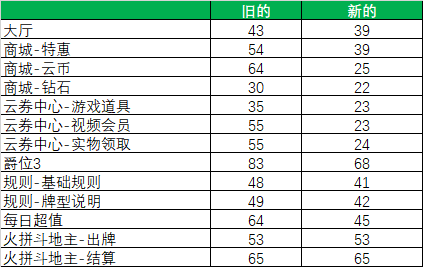 旧的 新的
大厅 43 39
商城-特惠 54 39
商城-云币 64 25
商城-钻石 30 22
云券中心-游戏道具 35 23
云券中心-视频会员 55 23
云券中心-实物领取 55 24
爵位3 83 68
规则-基础规则 48 41
规则-牌型说明 49 42
每日超值 64 45
火拼斗地主-出牌 53 53
火拼斗地主-结算 65 65